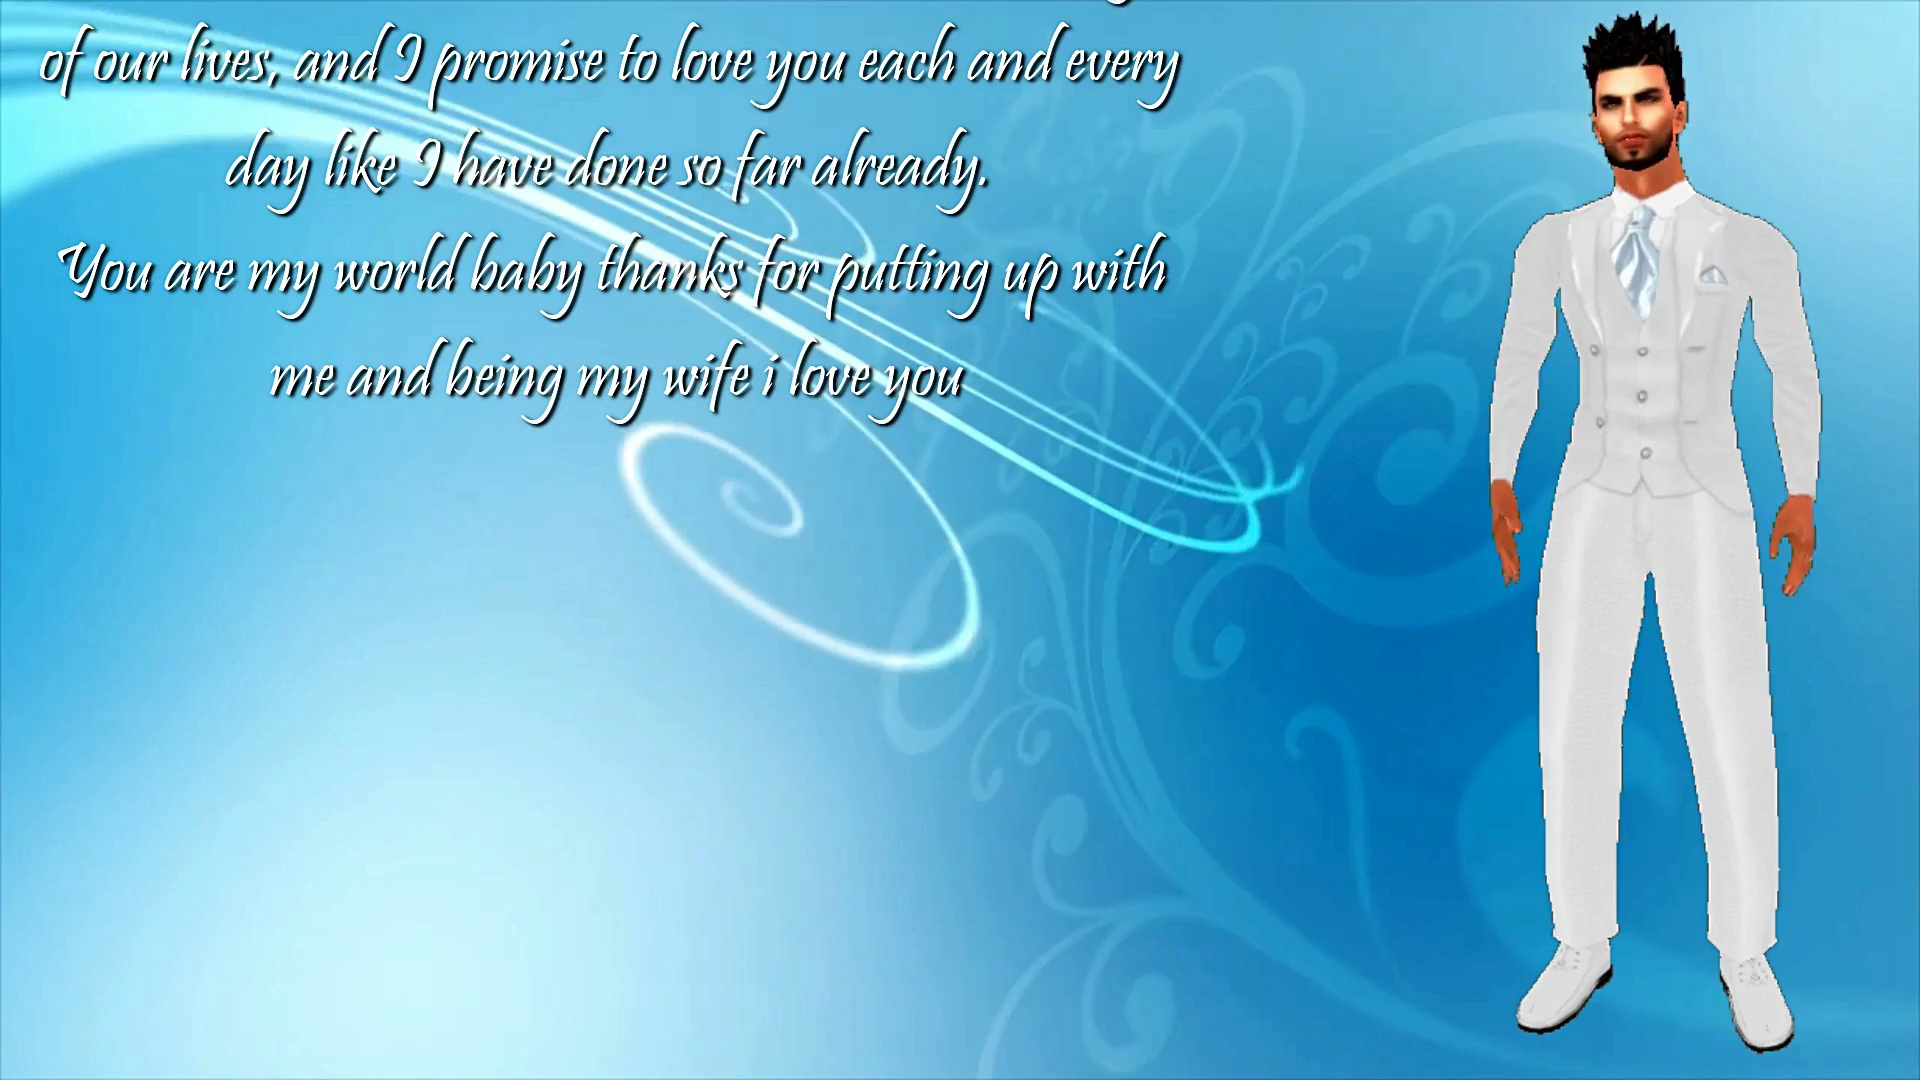 of our lives, and I promise to love you each and every
day like I have done so far already.
You are my world baby thanks for putting up with
me and being my wife i love you